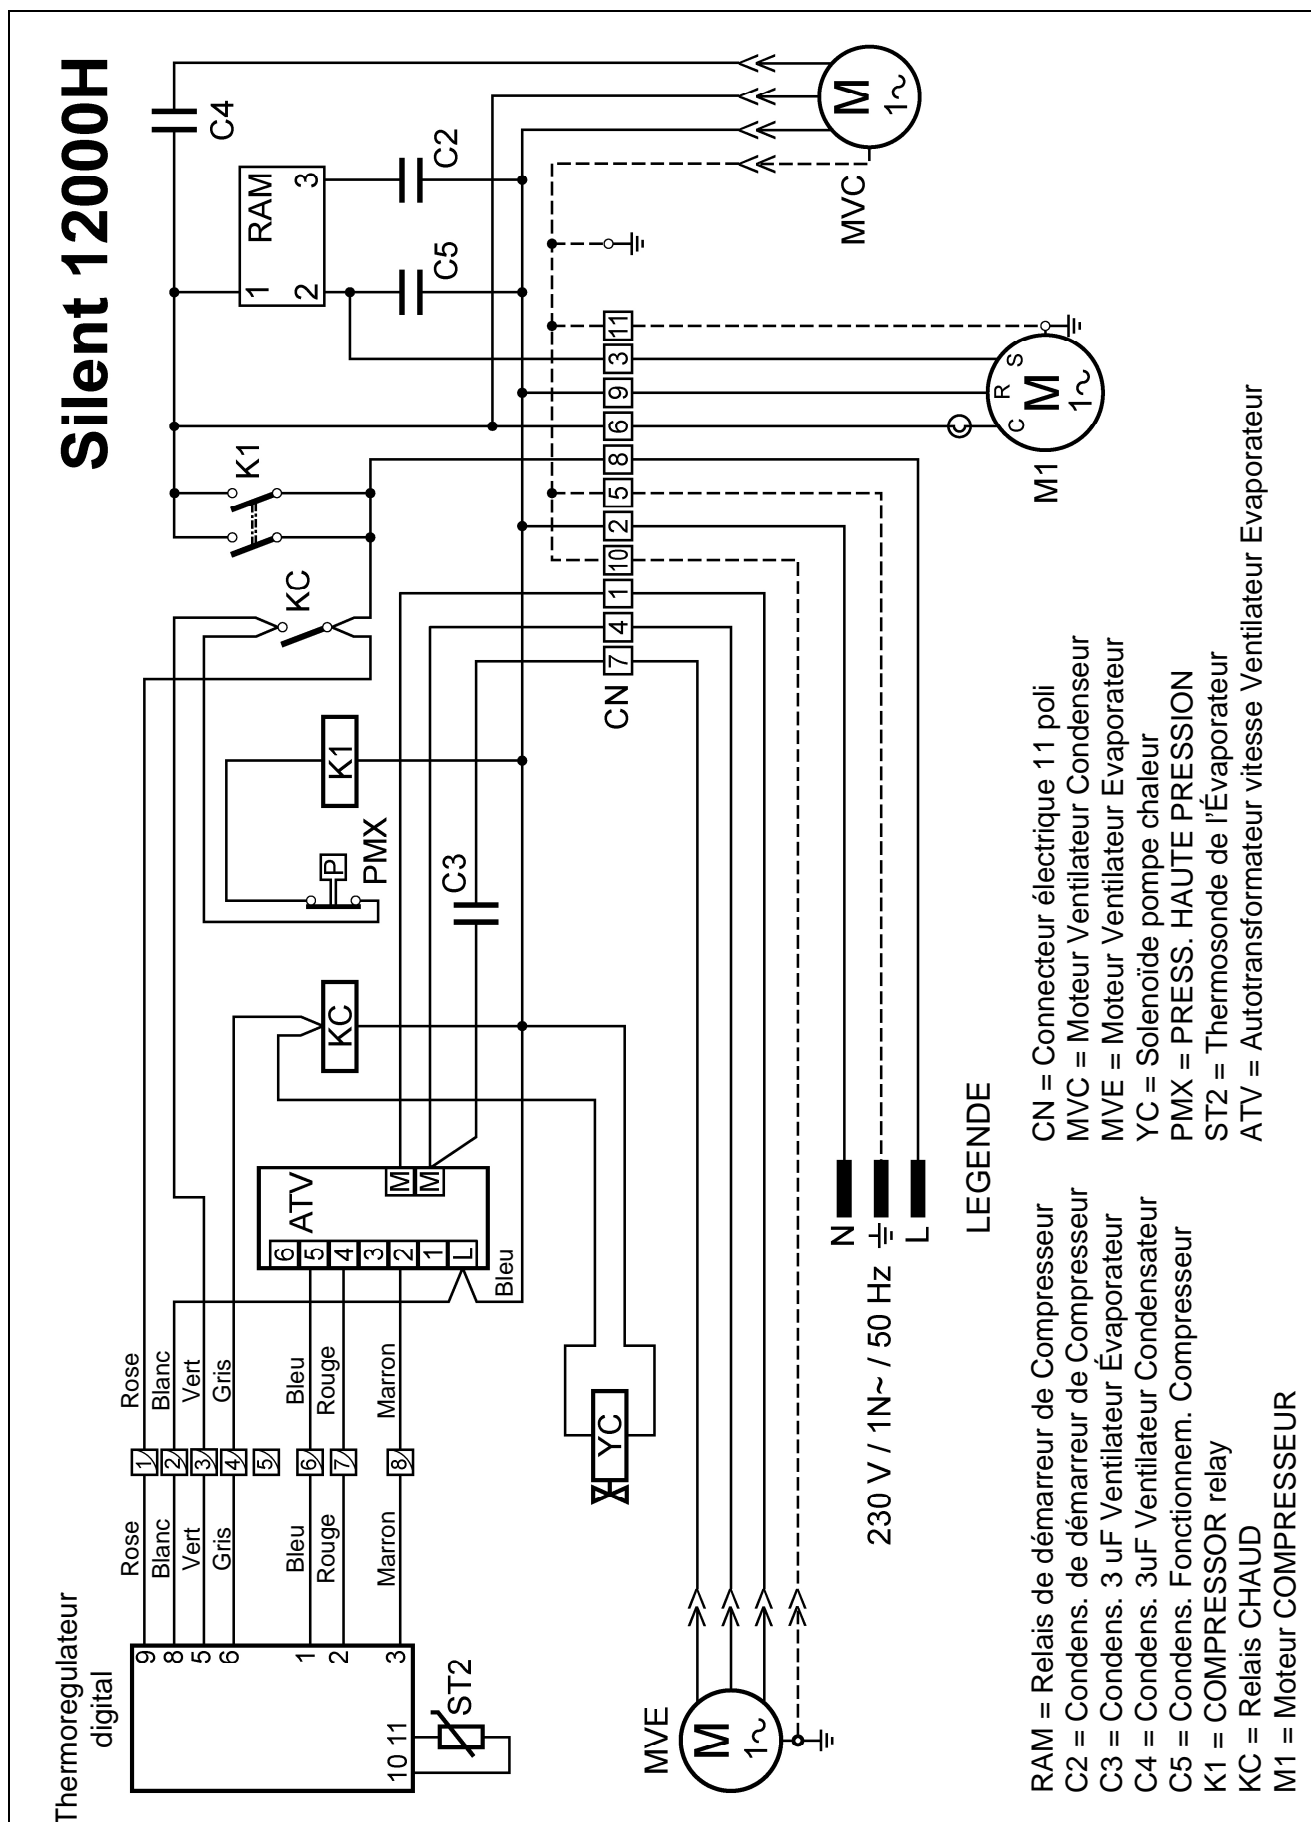 Silent 12000H
Thermoregulateur
digital
9
8
5
6
1
2
3
10
11
ST2
Rose
Blanc
Vert
Gris
Bleu
Rouge
Marron
1
2
3
4
5
6
7
8
Rose
Blanc
Vert
Gris
Bleu
Rouge
Marron
ATV
6
5
4
3
2
1
L
M
M
Bleu
KC
P
PMX
K1
C3
KC
K1
RAM
1
2
3
C4
C2
C5
CN
7
4
1
10
2
5
8
6
9
3
11
YC
MVE
M
1~
MVC
M
1~
M1
C
R
S
M
1~
230 V / 1N~ / 50 Hz
N
L
LEGENDE
RAM = Relais de démarreur de Compresseur
C2 = Condens. de démarreur de Compresseur
C3 = Condens. 3 uF Ventilateur Évaporateur
C4 = Condens. 3uF Ventilateur Condensateur
C5 = Condens. Fonctionnem. Compresseur
K1 = COMPRESSOR relay
KC = Relais CHAUD
M1 = Moteur COMPRESSEUR
CN = Connecteur électrique 11 poli
MVC = Moteur Ventilateur Condenseur
MVE = Moteur Ventilateur Evaporateur
YC = Solenoïde pompe chaleur
PMX = PRESS. HAUTE PRESSION
ST2 = Thermosonde de l'Évaporateur
ATV = Autotransformateur vitesse Ventilateur Evaporateur